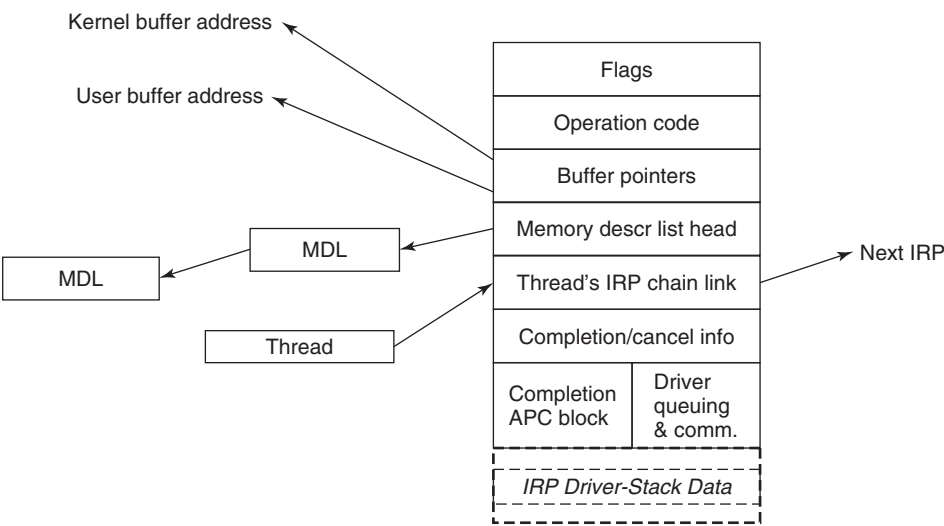 Kernel buffer address
User buffer address
Flags
Operation code
Buffer pointers
Memory descr list head
MDL
MDL
Thread's IRP chain link
Next IRP
Thread
Completion/cancel info
Completion
APC block
Driver
queuing
& comm.
IRP Driver-Stack Data